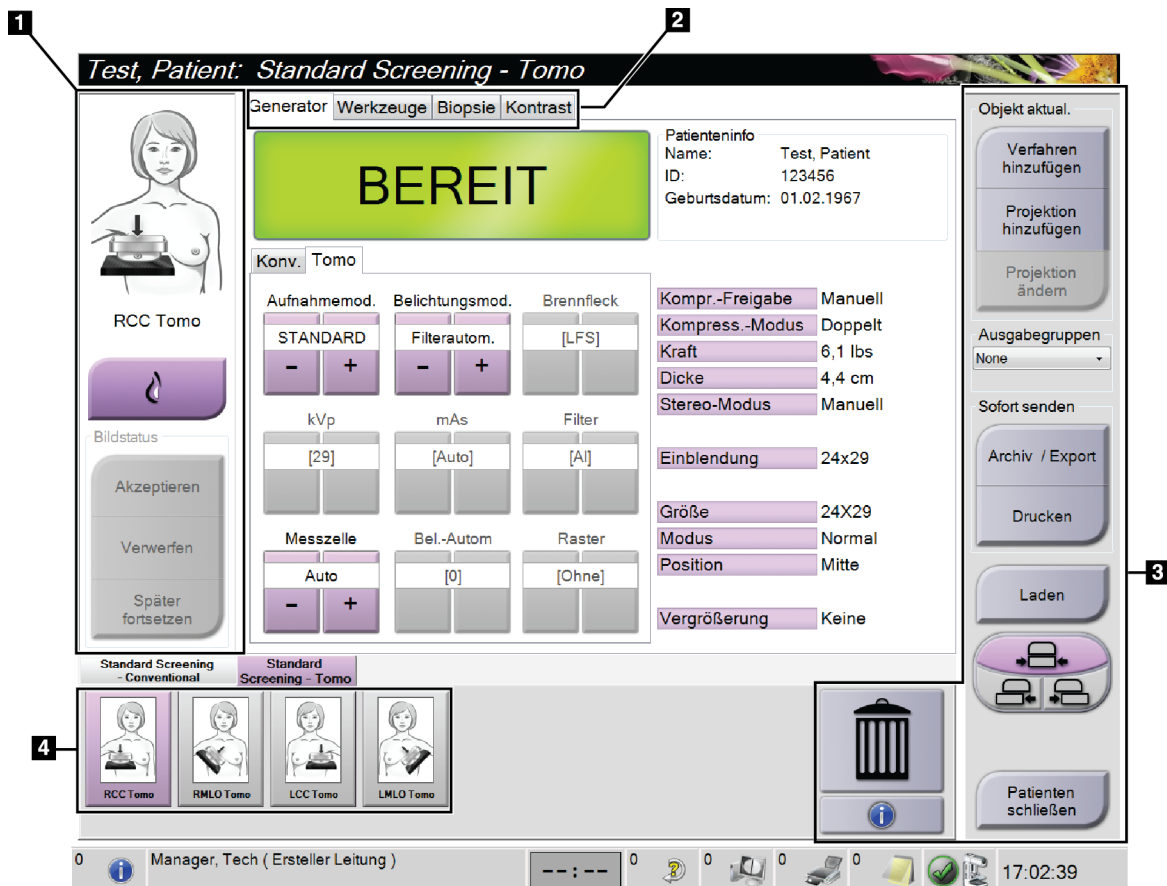 1
2
Test, Patient: Standard Screening - Tomo
Generator Werkzeuge Biopsie Kontrast
BEREIT
Patienteninfo
Name: Test, Patient
ID: 123456
Geburtsdatum: 01.02.1967
RCC Tomo
Bildstatus
Akzeptieren
Verwerfen
Später
fortsetzen
Konv. Tomo
Aufnahmemod. Belichtungsmod. Brennfleck
STANDARD Filterautom. [LFS]
- + - +
kVp mAs Filter
[29] [Auto] [Al]
Messzelle Bel.-Autom Raster
Auto [0] [Ohne]
- +
Kompr.-Freigabe Manuell
Kompress.-Modus Doppelt
Kraft 6,1 lbs
Dicke 4,4 cm
Stereo-Modus Manuell
Einblendung 24x29
Größe 24X29
Modus Normal
Position Mitte
Vergrößerung Keine
Objekt aktual.
Verfahren
hinzufügen
Projektion
hinzufügen
Projektion
ändern
Ausgabegruppen
None
Sofort senden
Archiv / Export
Drucken
3
Laden
Patienten
schließen
Standard Screening
- Conventional
Standard
Screening - Tomo
4
RCC Tomo RMLO Tomo LCC Tomo LMLO Tomo
0 Manager, Tech ( Ersteller Leitung ) --:-- 0 0 0 0 17:02:39